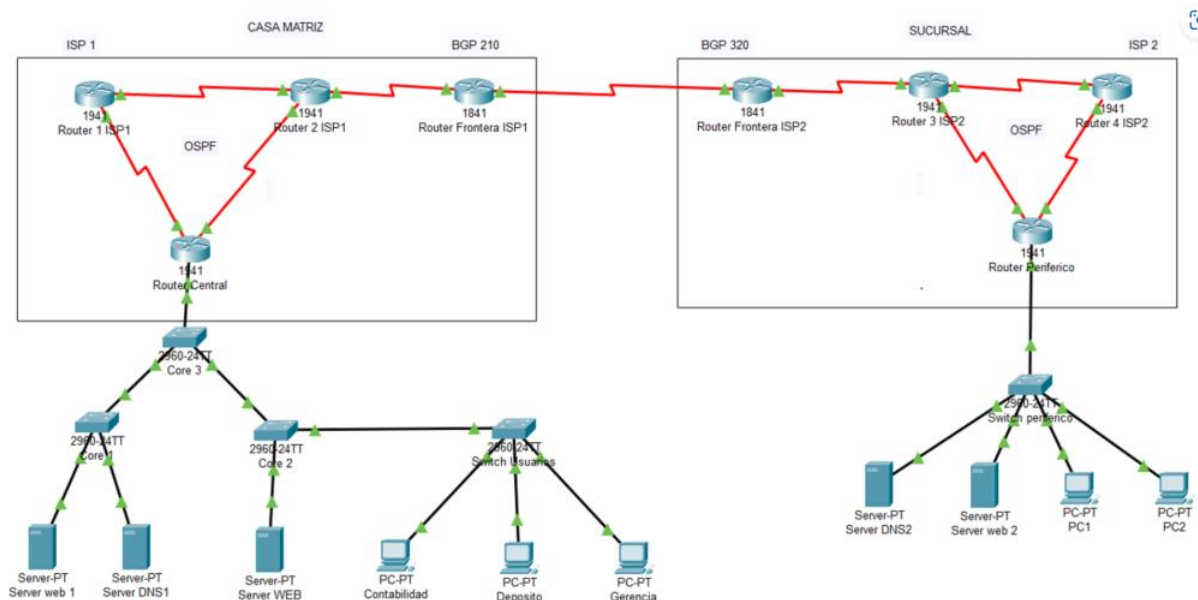 CASA MATRIZ
ISP 1
BGP 210
BGP 320
SUCURSAL
ISP 2
1941
Router 1 ISP1
1941
Router 2 ISP1
1841
Router Frontera ISP1
1841
Router Frontera ISP2
1941
Router 3 ISP2
1941
Router 4 ISP2
OSPF
OSPF
1941
Router Central
1941
Router Periferico
2960-24TT
Core 3
2960-24TT
Core 1
2960-24TT
Core 2
2960-24TT
Switch Usuarios
2960-24TT
Switch periferico
Server-PT
Server web 1
Server-PT
Server DNS1
Server-PT
Server WEB
PC-PT
Contabilidad
PC-PT
Deposito
PC-PT
Gerencia
Server-PT
Server DNS2
Server-PT
Server web 2
PC-PT
PC1
PC-PT
PC2